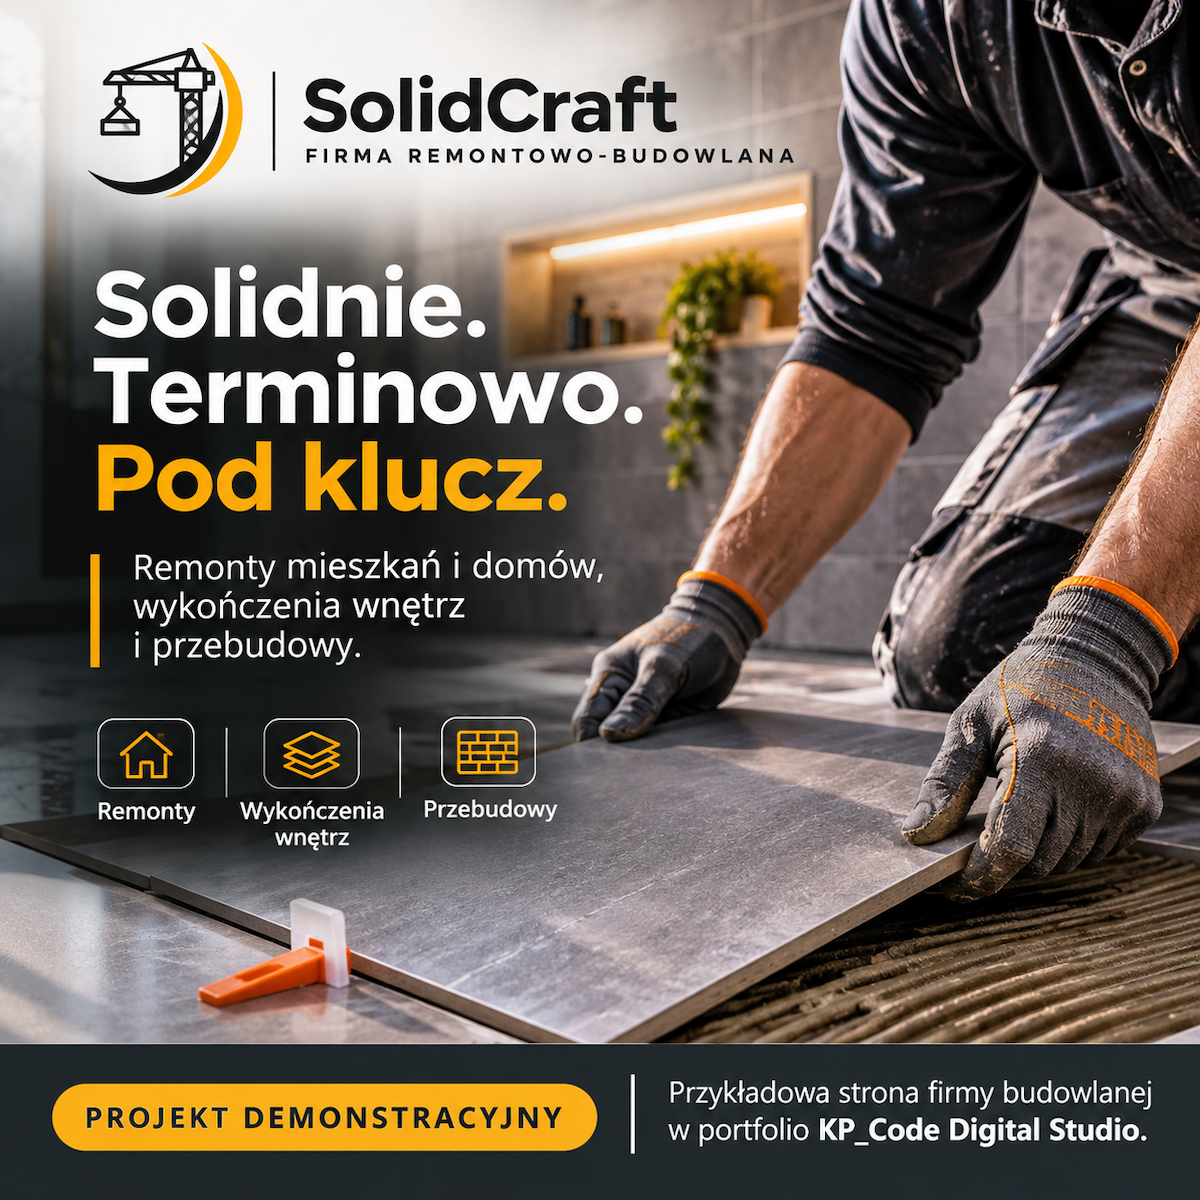 SolidCraft
FIRMA REMONTOWO-BUDOWLANA
Solidnie.
Terminowo.
Pod klucz.
Remonty mieszkań i domów,
wykończenia wnętrz
i przebudowy.
Remonty
Wykończenia
wnętrz
Przebudowy
PROJEKT DEMONSTRACYJNY
Przykładowa strona firmy budowlanej
w portfolio KP_Code Digital Studio.